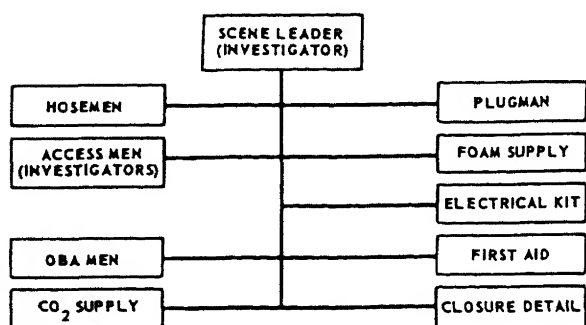 SCENE LEADER
(INVESTIGATOR)
HOSEMEN
PLUGMAN
ACCESS MEN
(INVESTIGATORS)
FOAM SUPPLY
ELECTRICAL KIT
OBA MEN
FIRST AID
CO2 SUPPLY
CLOSURE DETAIL